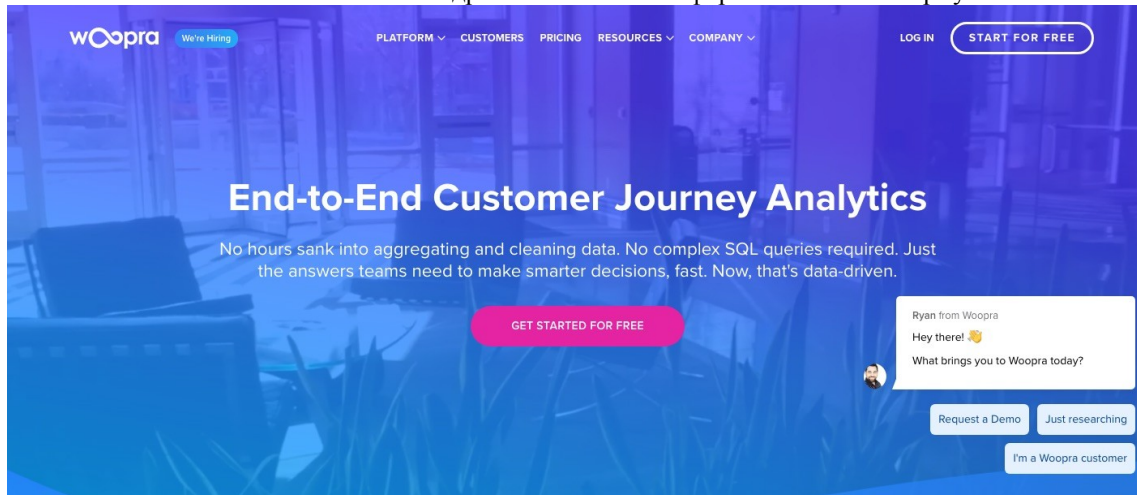 woopra
We're Hiring
PLATFORM
CUSTOMERS
PRICING
RESOURCES
COMPANY
LOG IN
START FOR FREE
End-to-End Customer Journey Analytics
No hours sank into aggregating and cleaning data. No complex SQL queries required. Just
the answers teams need to make smarter decisions, fast. Now, that's data-driven.
GET STARTED FOR FREE
Ryan from Woopra
Hey there! 👋
What brings you to Woopra today?
Request a Demo
Just researching
I'm a Woopra customer